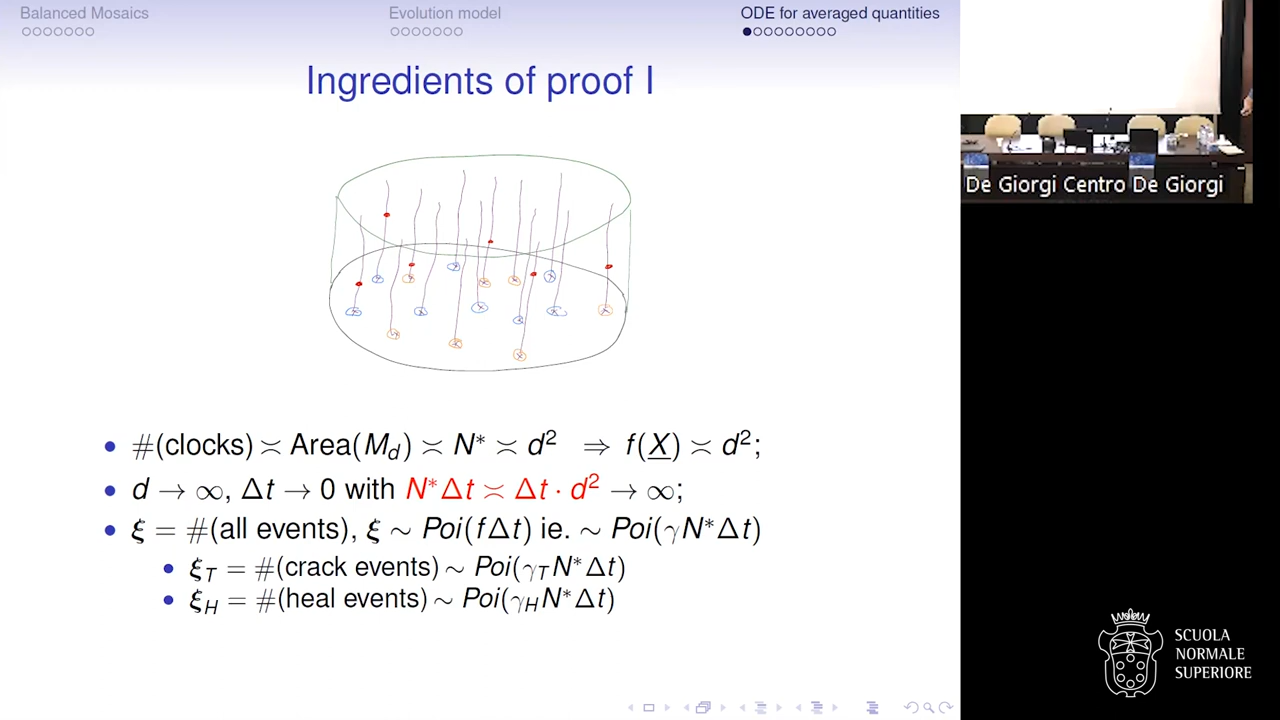 Balanced Mosaics
Evolution model
ODE for averaged quantities
Ingredients of proof I
• #(clocks) ≍ Area(M_d) ≍ N* ≍ d² ⇒ f(X) ≍ d²;
• d → ∞, Δt → 0 with N*Δt ≍ Δt · d² → ∞;
• ξ = #(all events), ξ ∼ Poi(fΔt) ie. ∼ Poi(γN*Δt)
• ξ_T = #(crack events) ∼ Poi(γ_T N*Δt)
• ξ_H = #(heal events) ∼ Poi(γ_H N*Δt)
De Giorgi Centro De Giorgi
SCUOLA
NORMALE
SUPERIORE